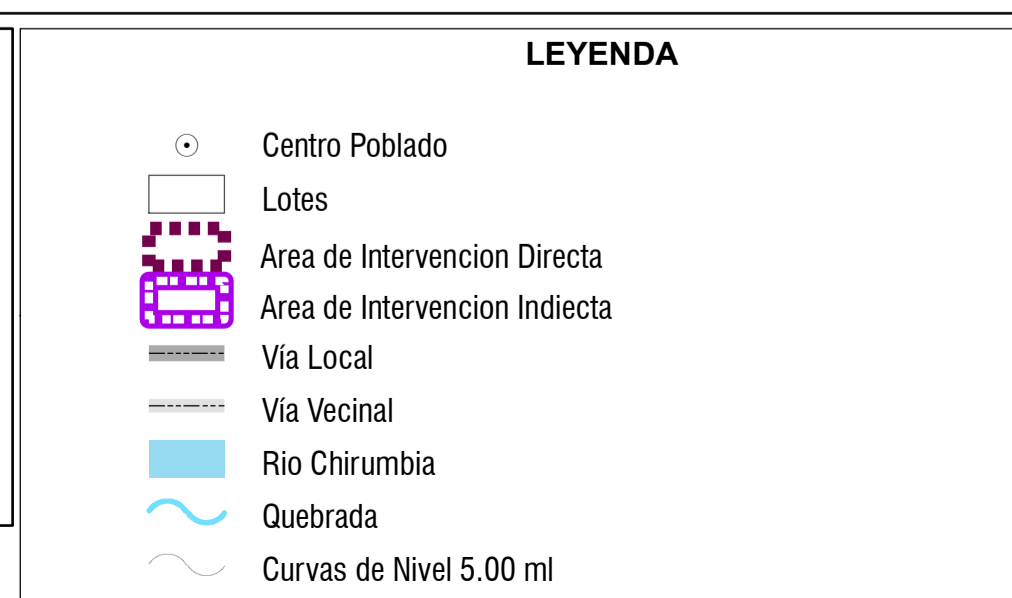 LEYENDA
Centro Poblado
Lotes
Area de Intervencion Directa
Area de Intervencion Indiecta
Vía Local
Vía Vecinal
Rio Chirumbia
Quebrada
Curvas de Nivel 5.00 ml